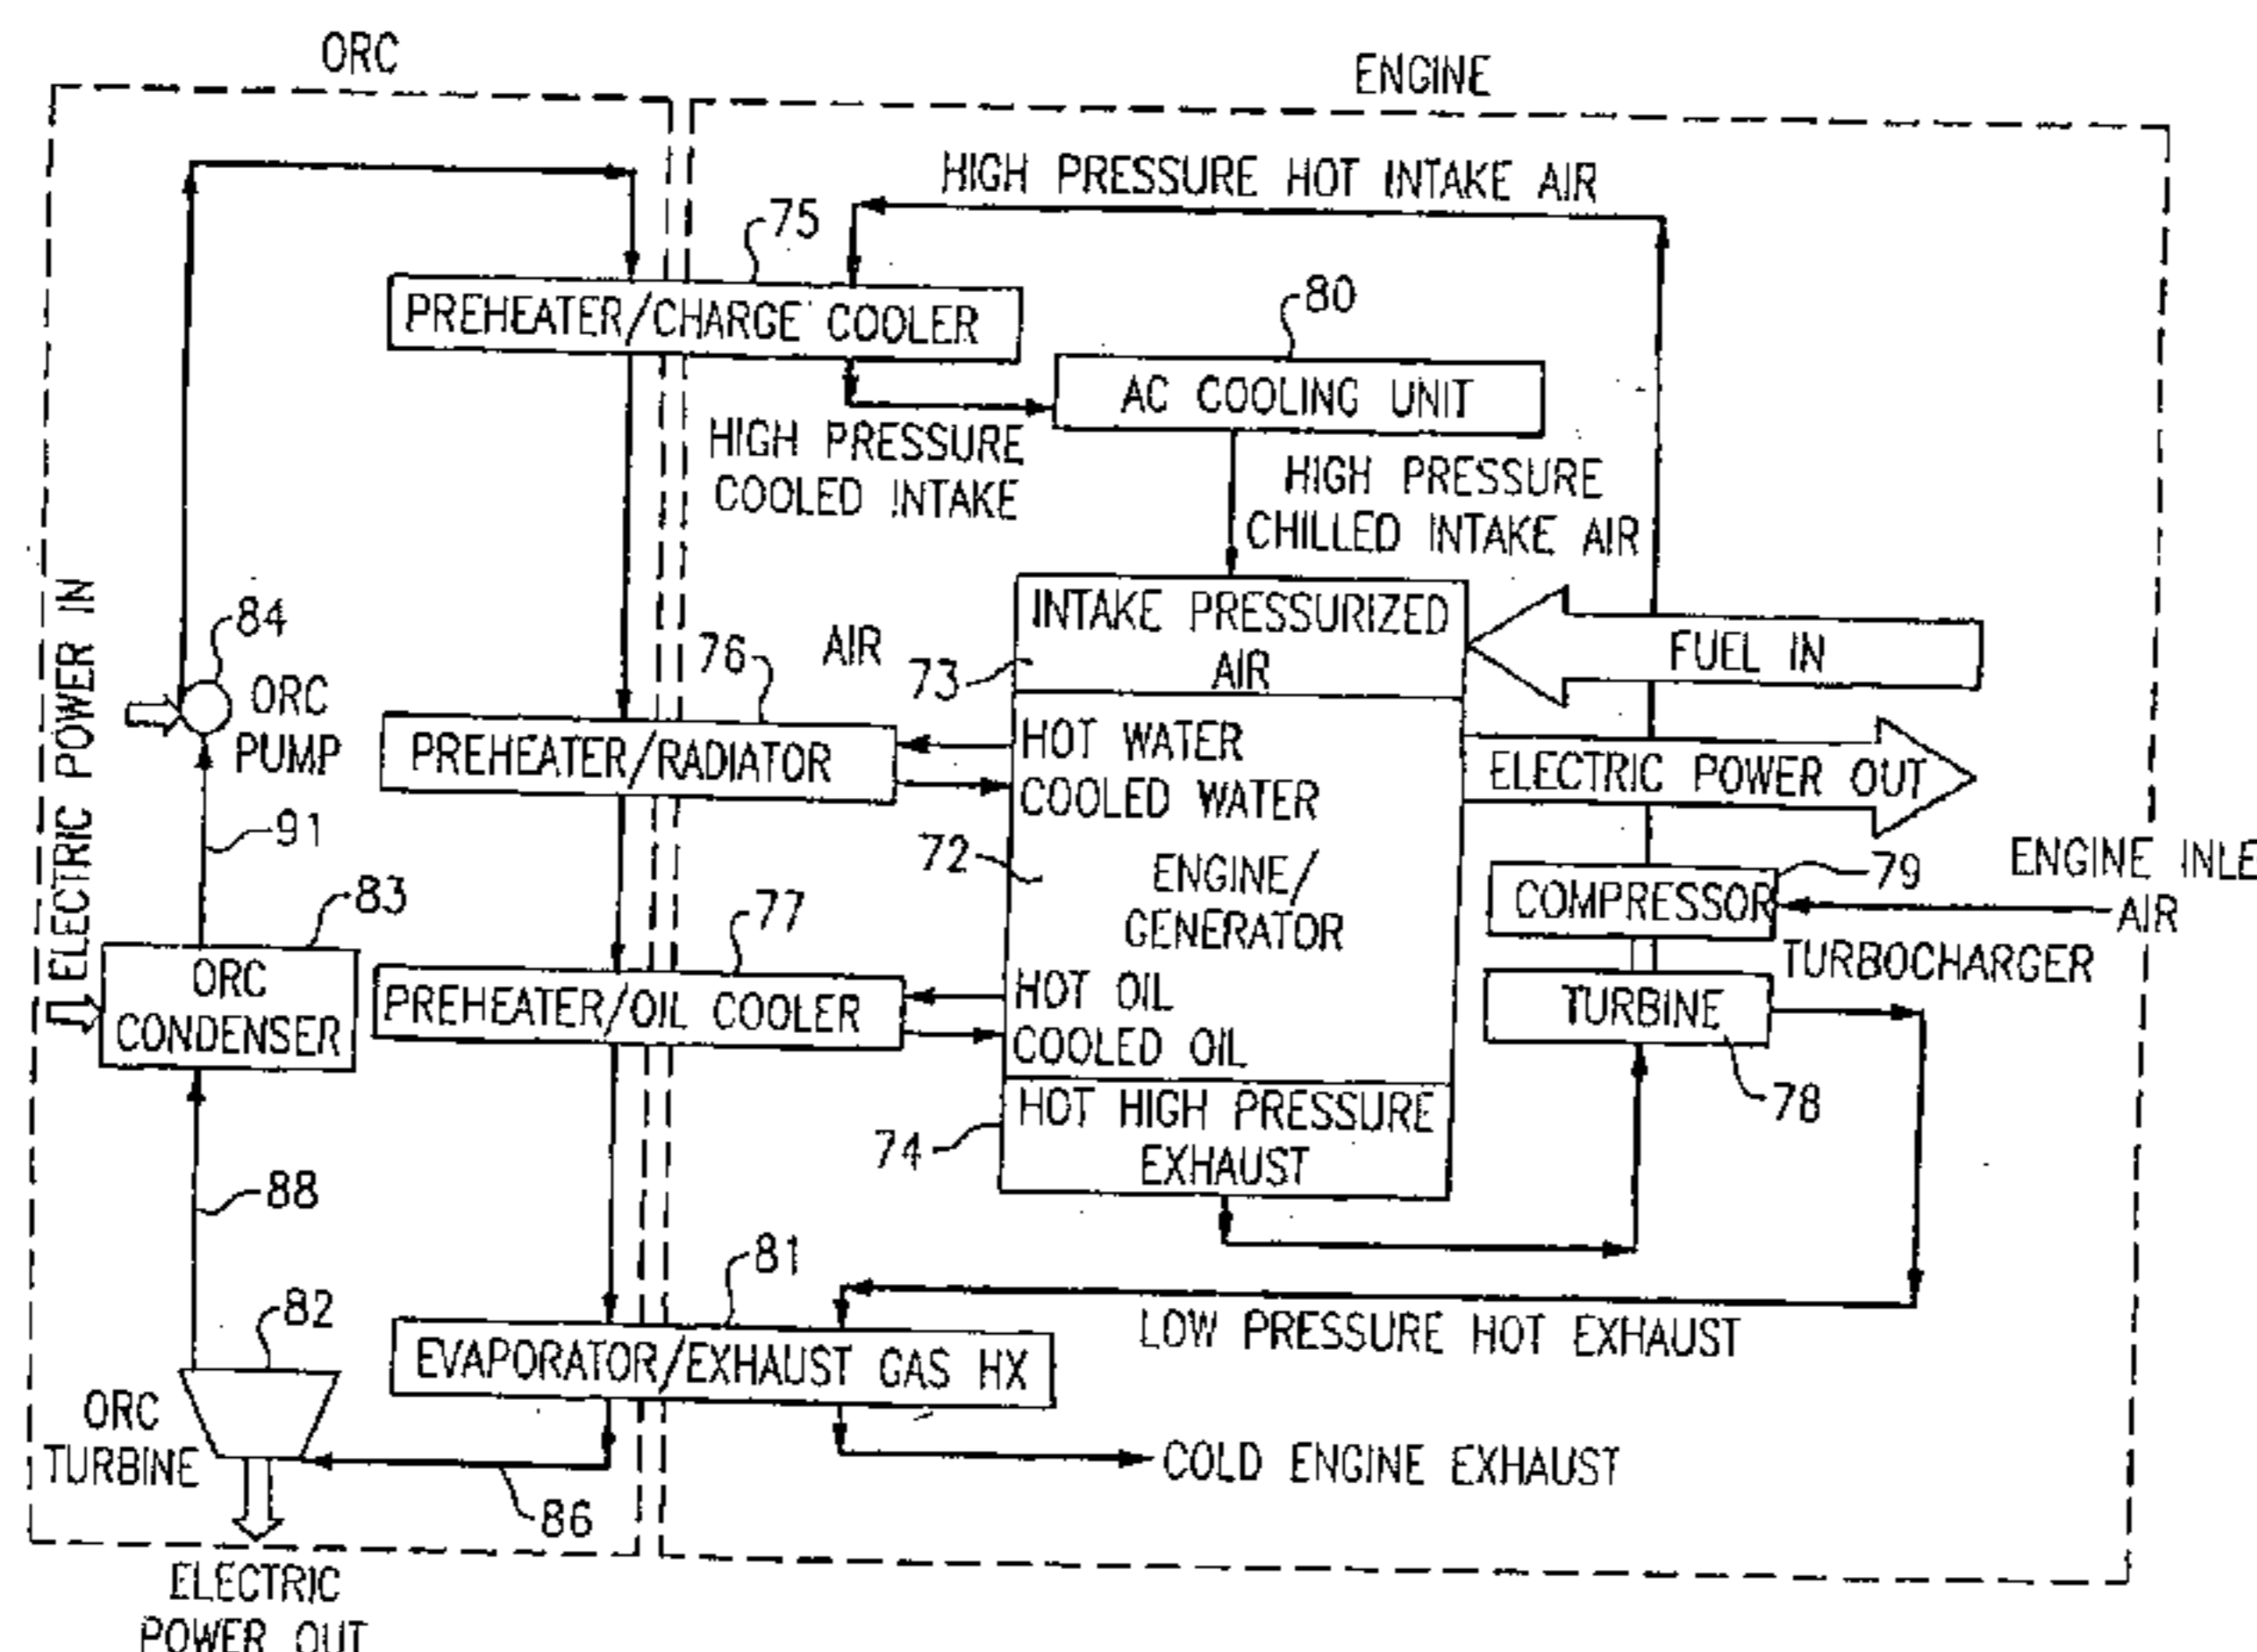 ORC
ENGINE
HIGH PRESSURE HOT INTAKE AIR
75
PREHEATER/CHARGE COOLER
80
AC COOLING UNIT
HIGH PRESSURE
COOLED INTAKE
AIR
HIGH PRESSURE
CHILLED INTAKE AIR
ELECTRIC POWER IN
84
ORC
PUMP
76
PREHEATER/RADIATOR
73
INTAKE PRESSURIZED
AIR
FUEL IN
HOT WATER
COOLED WATER
ELECTRIC POWER OUT
91
72
ENGINE/
GENERATOR
79
COMPRESSOR
ENGINE INLE
AIR
TURBOCHARGER
83
ORC
CONDENSER
77
PREHEATER/OIL COOLER
HOT OIL
COOLED OIL
TURBINE
78
74
HOT HIGH PRESSURE
EXHAUST
88
81
EVAPORATOR/EXHAUST GAS HX
LOW PRESSURE HOT EXHAUST
82
ORC
TURBINE
86
COLD ENGINE EXHAUST
ELECTRIC
POWER OUT